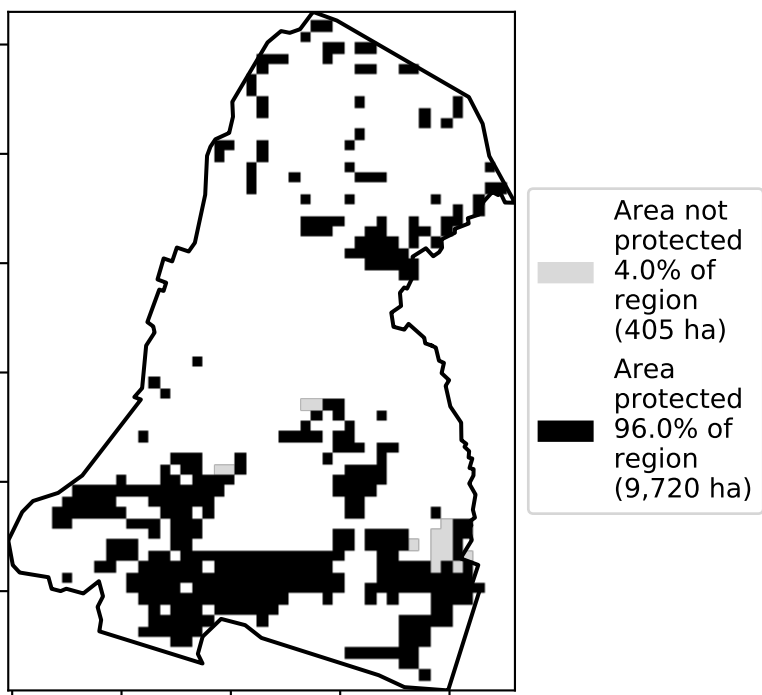 Area not
protected
4.0% of
region
(405 ha)
Area
protected
96.0% of
region
(9,720 ha)